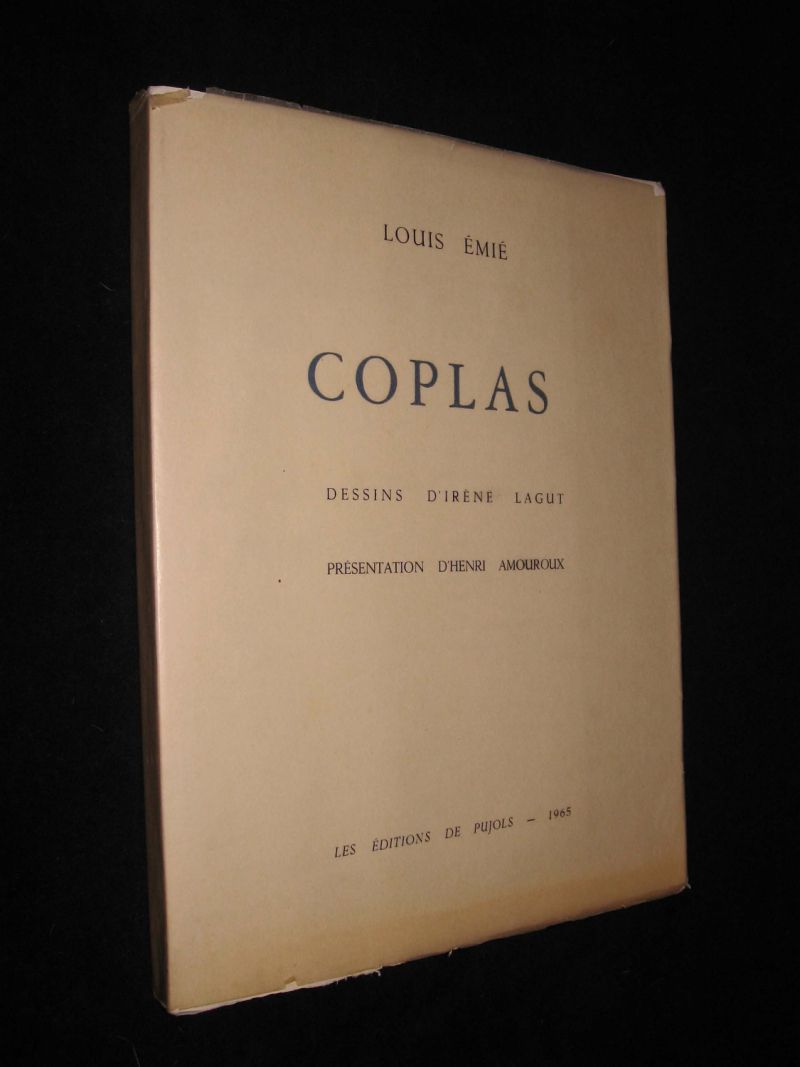 LOUIS ÉMIÉ
COPLAS
DESSINS D'IRÈNE LAGUT
PRÉSENTATION D'HENRI AMOUROUX
LES ÉDITIONS DE PUJOLS — 1965